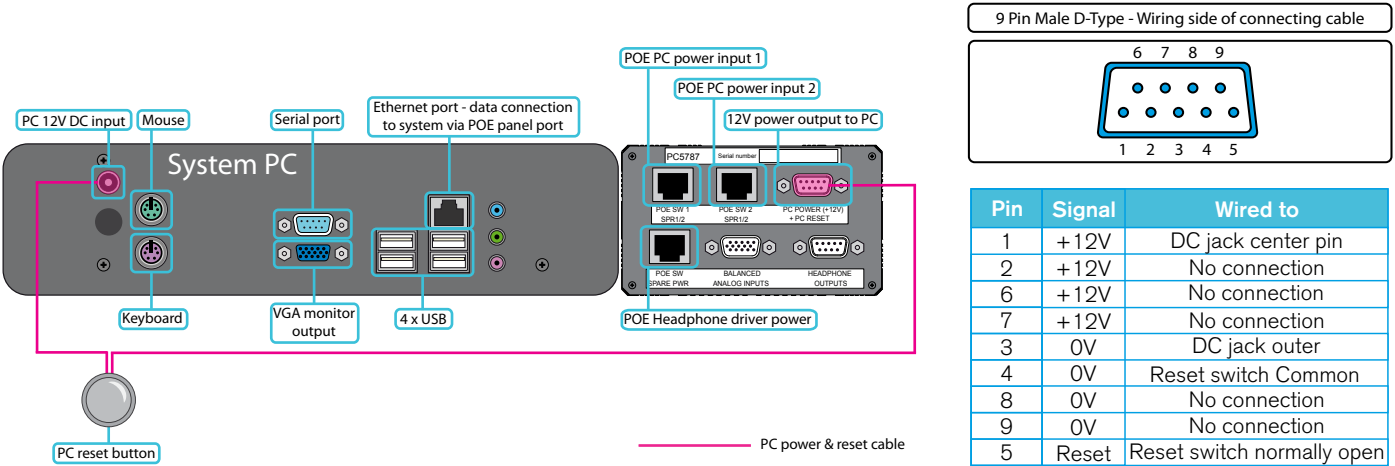 9 Pin Male D-Type - Wiring side of connecting cable
6 7 8 9
1 2 3 4 5
POE PC power input 1
POE PC power input 2
12V power output to PC
Ethernet port - data connection
to system via POE panel port
PC 12V DC input
Mouse
Serial port
System PC
PC5787
Serial number
POE SW 1
SPR1/2
POE SW 2
SPR1/2
PC POWER (+12V)
+ PC RESET
POE SW
SPARE PWR
BALANCED
ANALOG INPUTS
HEADPHONE
OUTPUTS
Keyboard
VGA monitor
output
4 x USB
POE Headphone driver power
PC reset button
PC power & reset cable
Pin Signal Wired to
1 +12V DC jack center pin
2 +12V No connection
6 +12V No connection
7 +12V No connection
3 0V DC jack outer
4 0V Reset switch Common
8 0V No connection
9 0V No connection
5 Reset Reset switch normally open